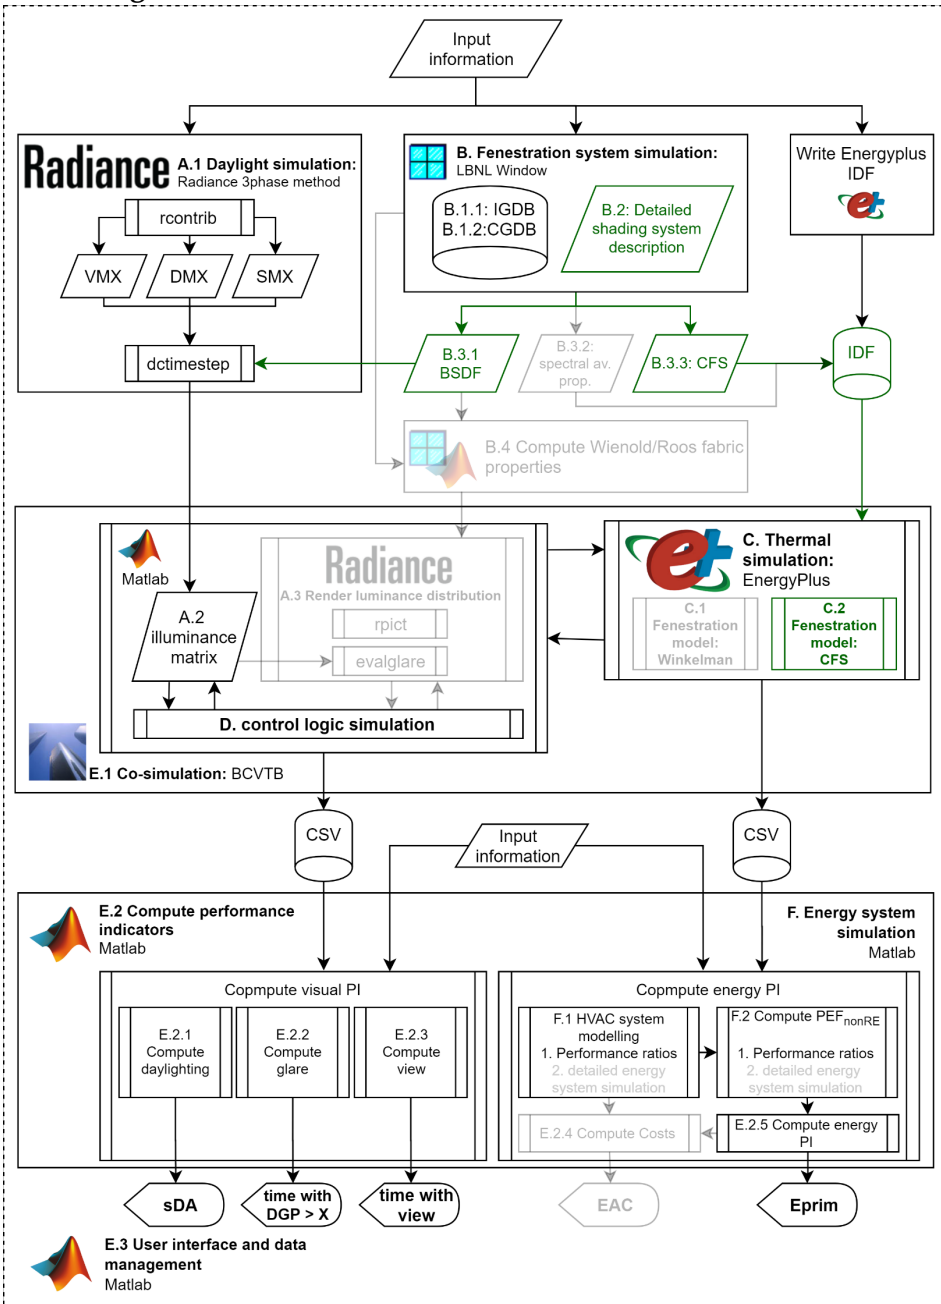 Input
information
Radiance
A.1 Daylight simulation:
Radiance 3phase method
rcontrib
VMX
DMX
SMX
dctimestep
B. Fenestration system simulation:
LBNL Window
B.1.1: IGDB
B.1.2:CGDB
B.2: Detailed
shading system
description
Write Energyplus
IDF
e+
B.3.1
BSDF
B.3.2:
spectral av.
prop.
B.3.3: CFS
IDF
B.4 Compute Wienold/Roos fabric
properties
Matlab
Radiance
A.3 Render luminance distribution
rpict
evalglare
A.2
illuminance
matrix
D. control logic simulation
e+
C. Thermal
simulation:
EnergyPlus
C.1
Fenestration
model:
Winkelman
C.2
Fenestration
model:
CFS
E.1 Co-simulation: BCVTB
CSV
Input
information
CSV
E.2 Compute performance
indicators
Matlab
F. Energy system
simulation
Matlab
Copmpute visual PI
E.2.1
Compute
daylighting
E.2.2
Compute
glare
E.2.3
Compute
view
Copmpute energy PI
F.1 HVAC system
modelling
1. Performance ratios
2. detailed energy
system simulation
F.2 Compute PEFnonRE
1. Performance ratios
2. detailed energy
system simulation
E.2.4 Compute Costs
E.2.5 Compute energy
PI
sDA
time with
DGP > X
time with
view
EAC
Eprim
E.3 User interface and data
management
Matlab